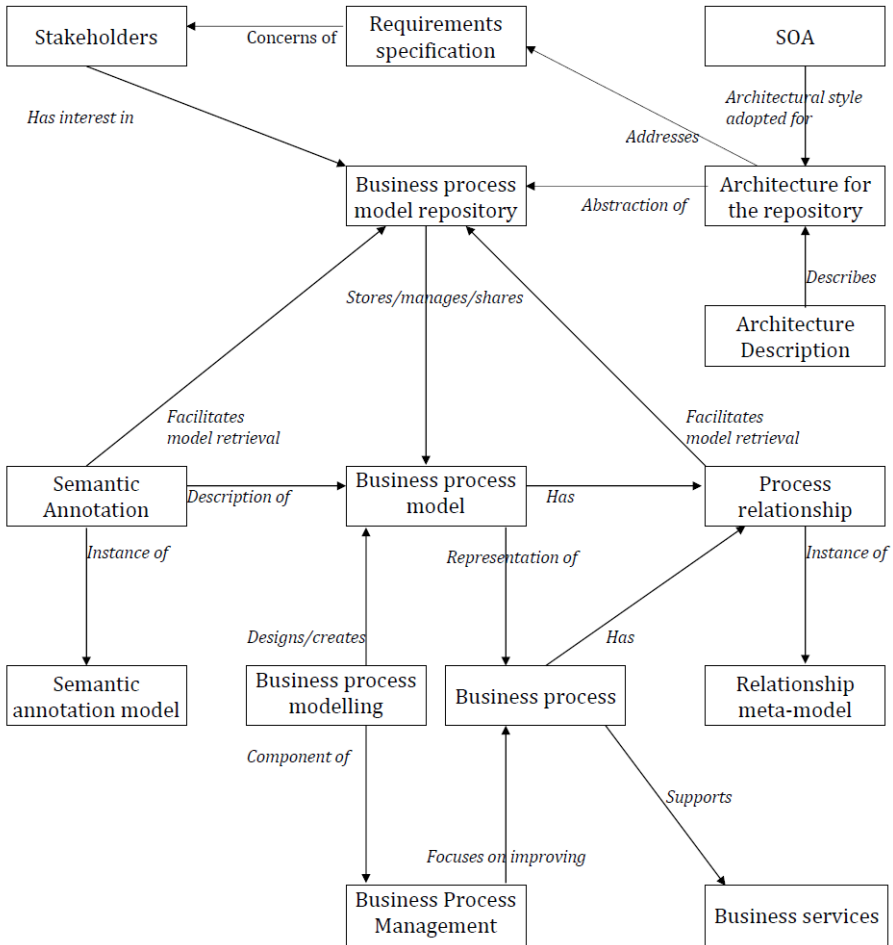 Stakeholders
Concerns of
Requirements
specification
SOA
Has interest in
Architectural style
adopted for
Addresses
Business process
model repository
Abstraction of
Architecture for
the repository
Stores/manages/shares
Describes
Architecture
Description
Facilitates
model retrieval
Facilitates
model retrieval
Semantic
Annotation
Description of
Business process
model
Has
Process
relationship
Instance of
Representation of
Instance of
Designs/creates
Has
Semantic
annotation model
Business process
modelling
Business process
Relationship
meta-model
Component of
Supports
Focuses on improving
Business Process
Management
Business services